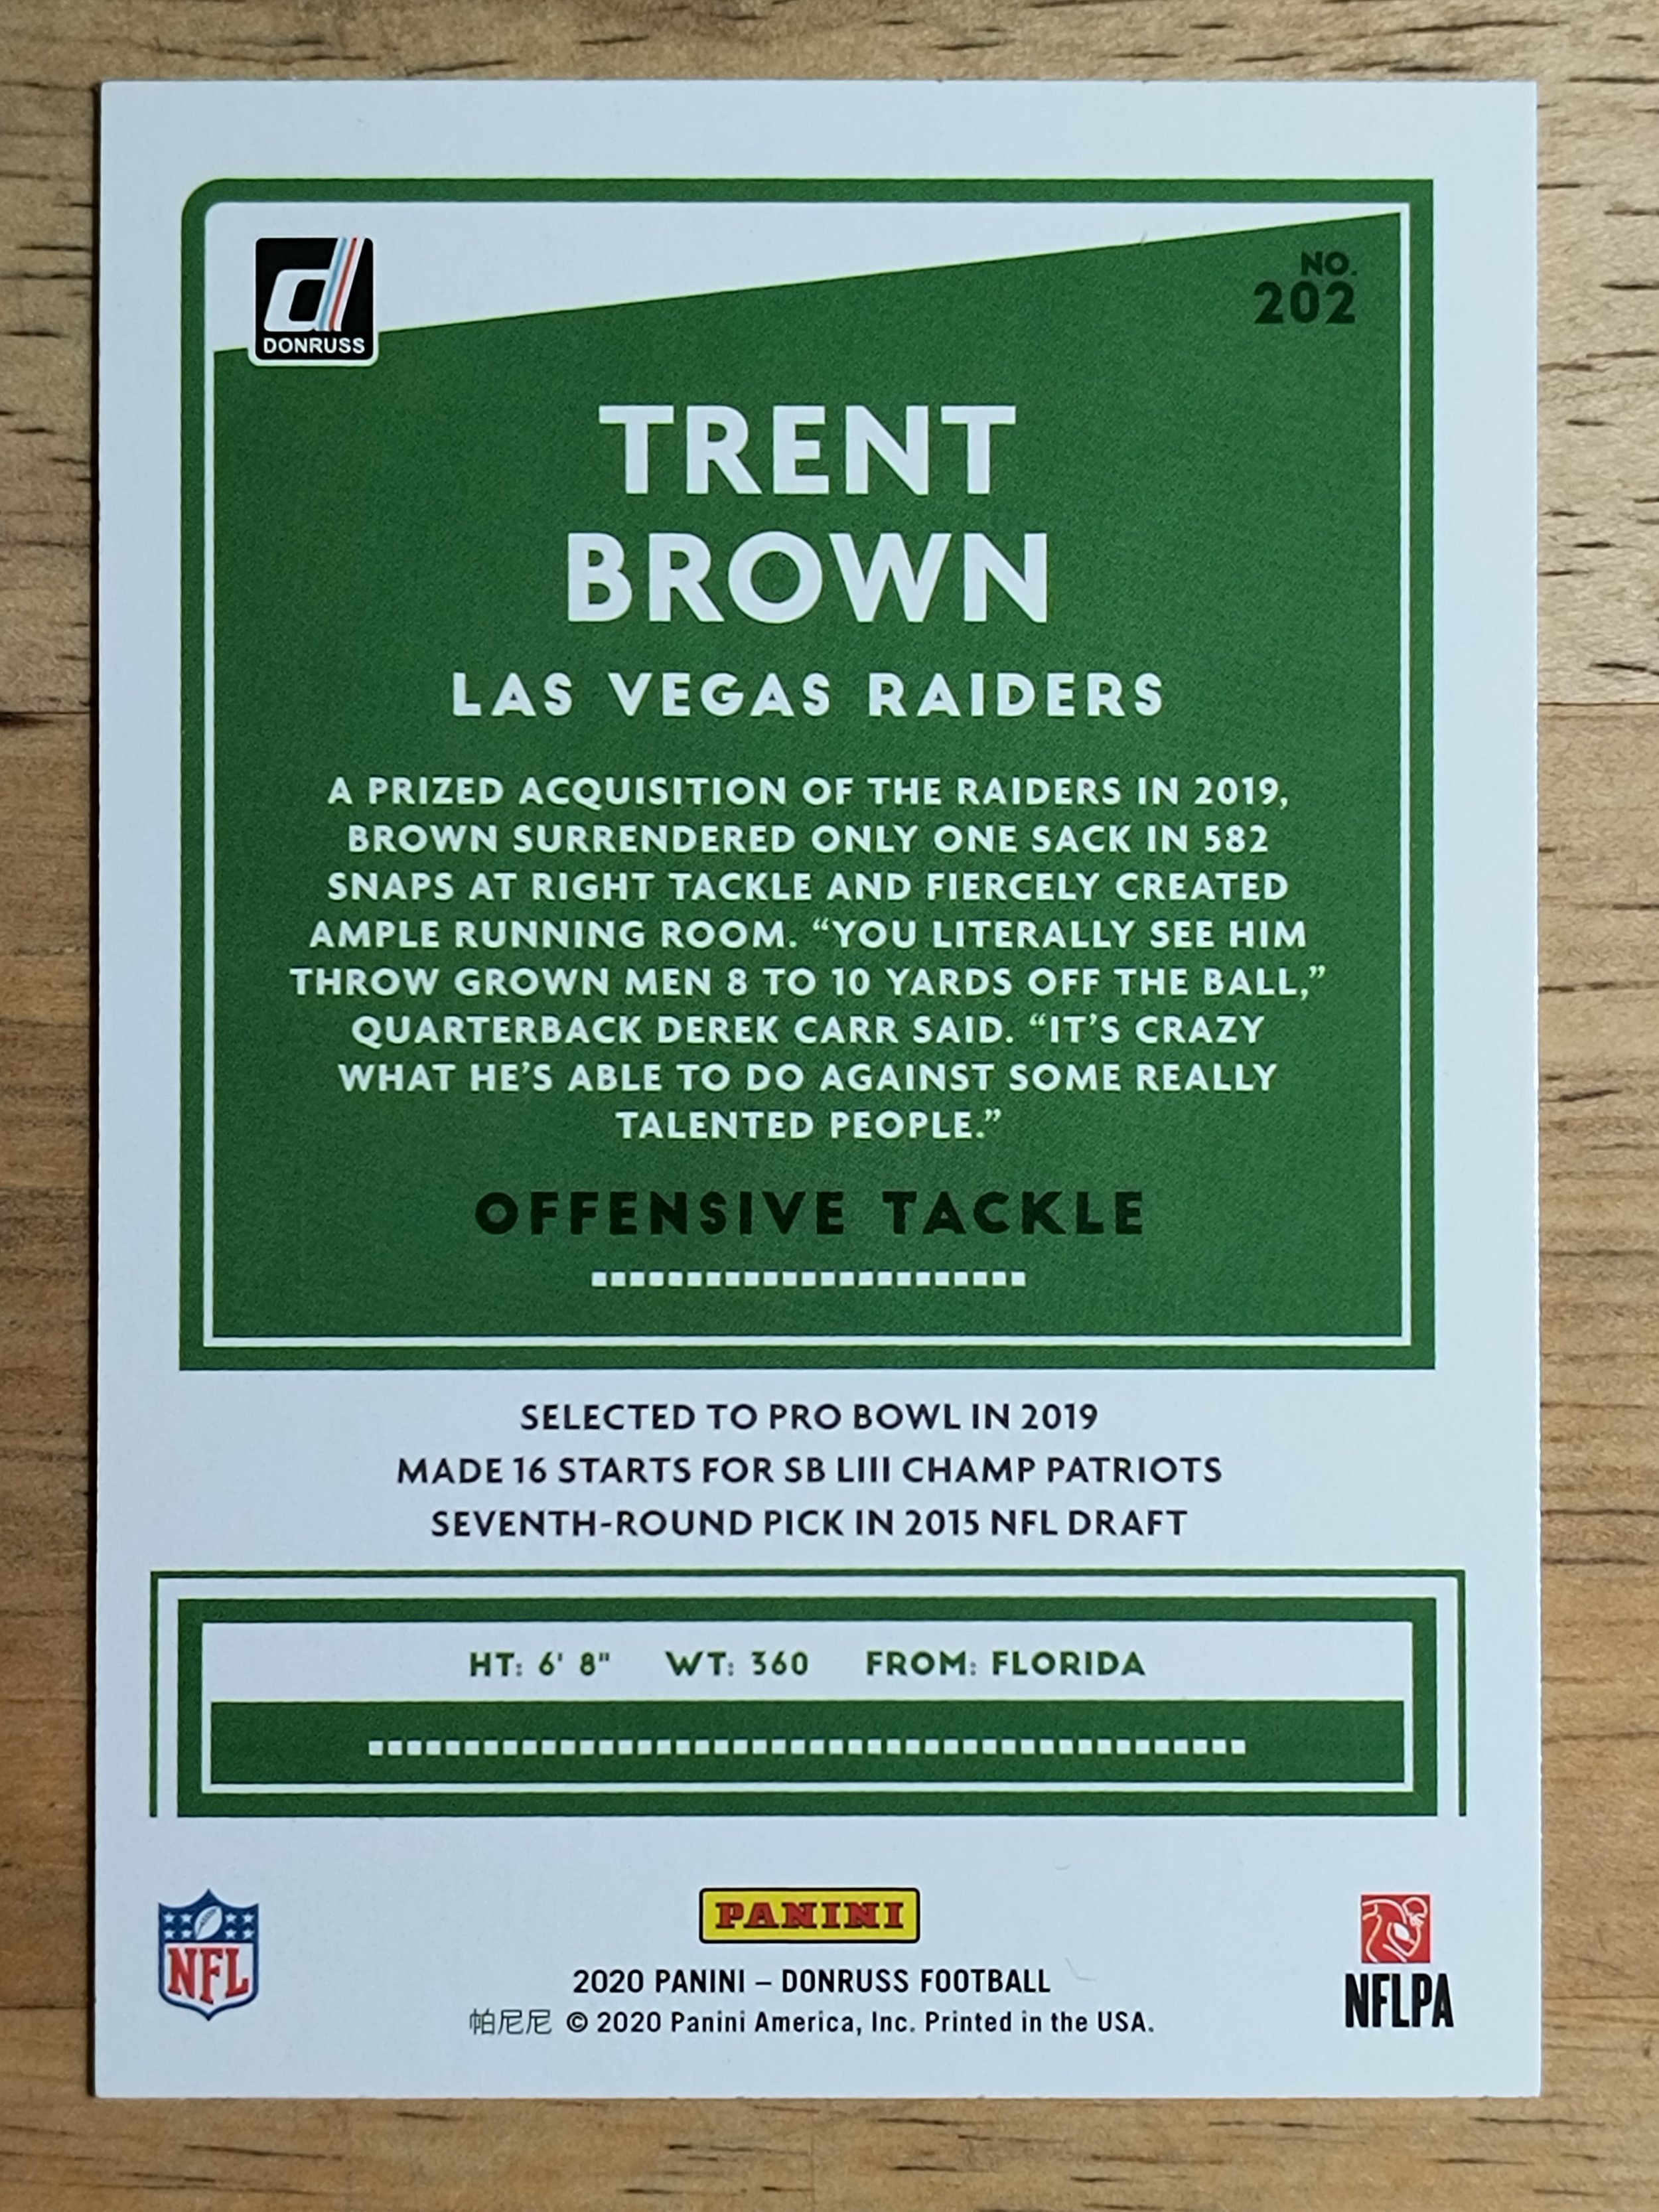 DONRUSS
NO.
202
TRENT
BROWN
LAS VEGAS RAIDERS
A PRIZED ACQUISITION OF THE RAIDERS IN 2019,
BROWN SURRENDERED ONLY ONE SACK IN 582
SNAPS AT RIGHT TACKLE AND FIERCELY CREATED
AMPLE RUNNING ROOM. “YOU LITERALLY SEE HIM
THROW GROWN MEN 8 TO 10 YARDS OFF THE BALL,”
QUARTERBACK DEREK CARR SAID. “IT’S CRAZY
WHAT HE’S ABLE TO DO AGAINST SOME REALLY
TALENTED PEOPLE.”
OFFENSIVE TACKLE
SELECTED TO PRO BOWL IN 2019
MADE 16 STARTS FOR SB LIII CHAMP PATRIOTS
SEVENTH-ROUND PICK IN 2015 NFL DRAFT
HT: 6' 8" WT: 360 FROM: FLORIDA
NFL
PANINI
2020 PANINI – DONRUSS FOOTBALL
帕尼尼 © 2020 Panini America, Inc. Printed in the USA.
NFLPA